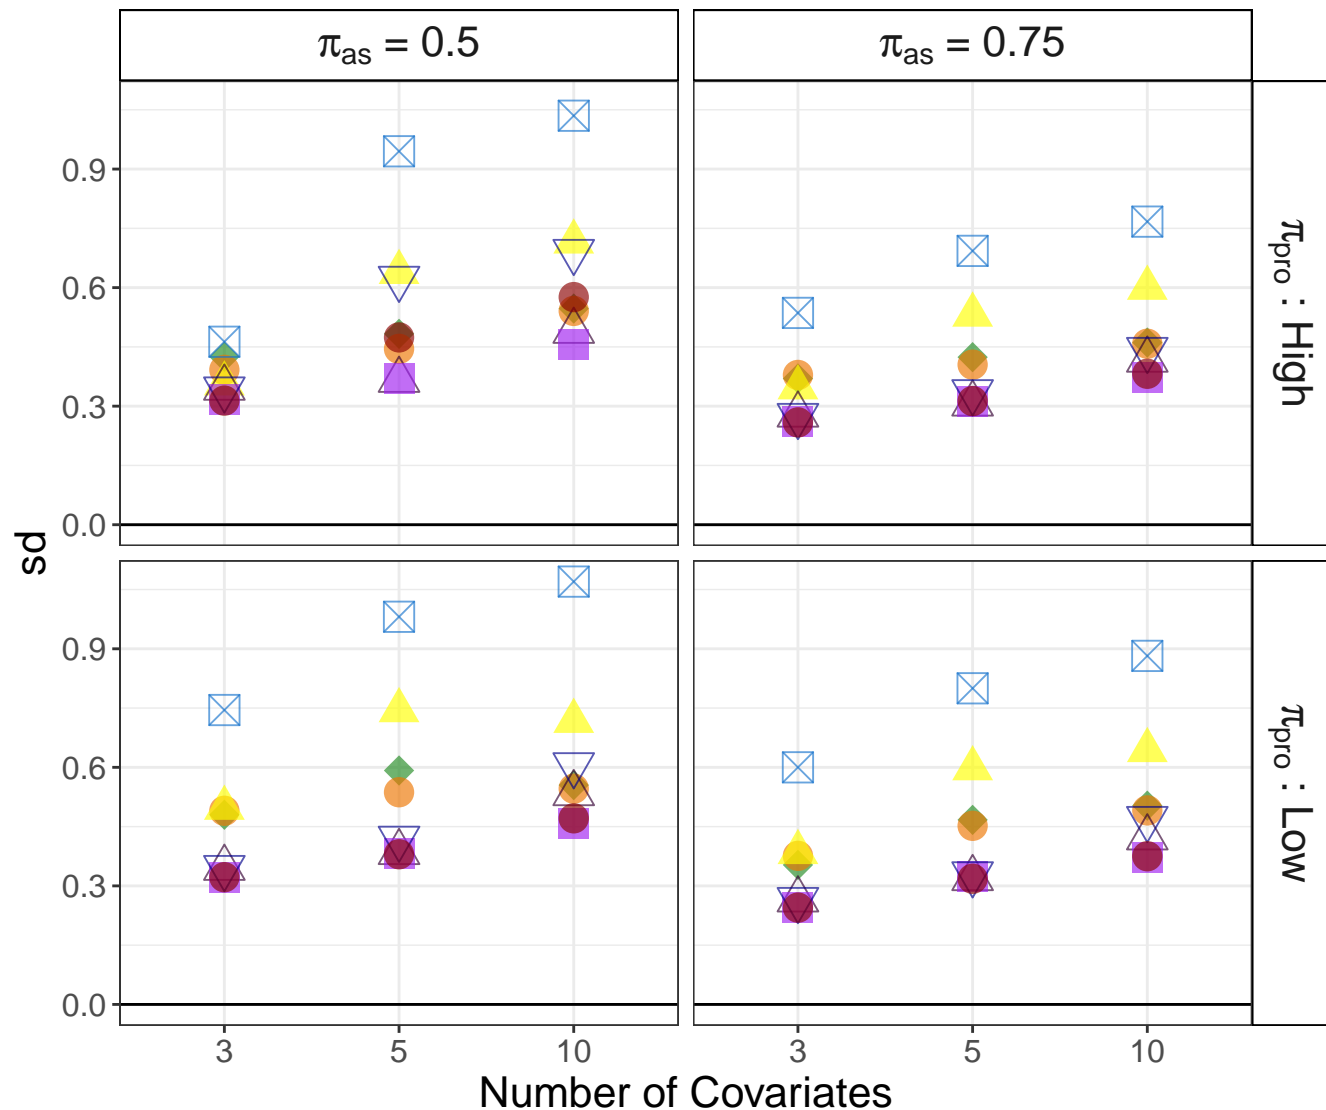 π_as = 0.5
π_as = 0.75
0.9
0.6
0.3
0.0
π_pro : High
sd
0.9
0.6
0.3
0.0
π_pro : Low
3
5
10
3
5
10
Number of Covariates